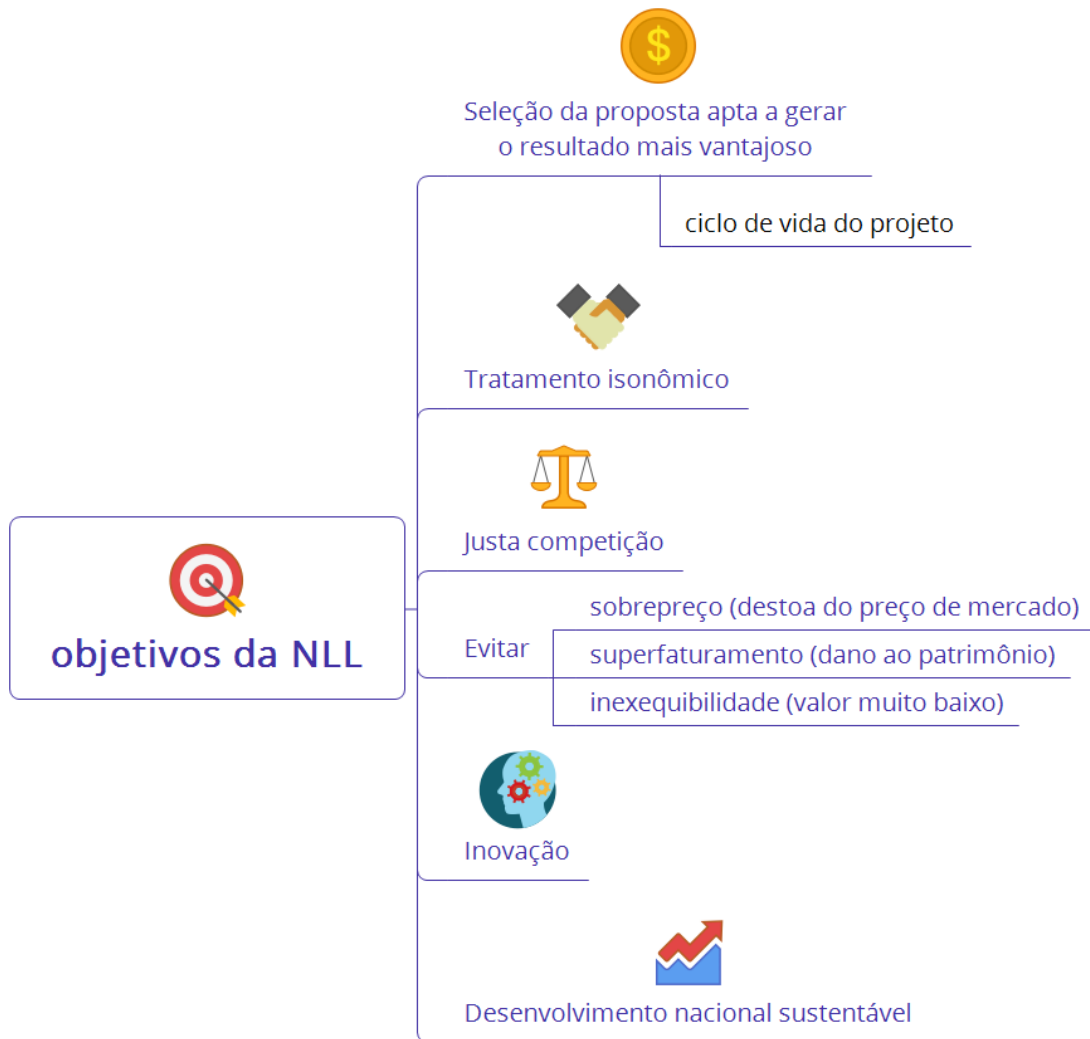 $
Seleção da proposta apta a gerar
o resultado mais vantajoso
ciclo de vida do projeto
Tratamento isonômico
Justa competição
objetivos da NLL
Evitar
sobrepreço (destoa do preço de mercado)
superfaturamento (dano ao patrimônio)
inexequibilidade (valor muito baixo)
Inovação
Desenvolvimento nacional sustentável